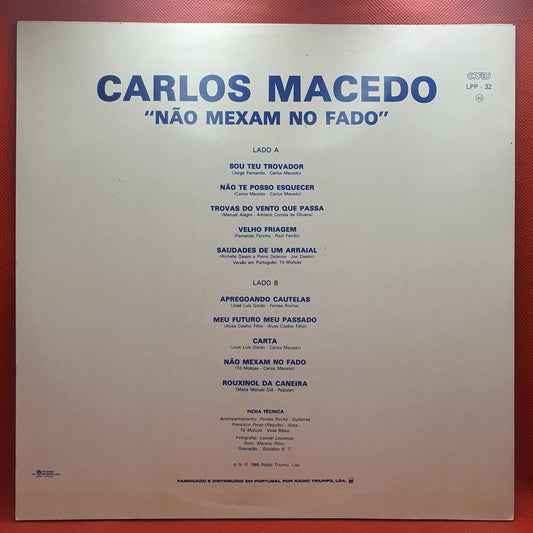 CARLOS MACEDO
ORFEU
"NÃO MEXAM NO FADO"
LPP - 32
LADO A
SOU TEU TROVADOR
(Jorge Fernando - Carlos Macedo)
NÃO TE POSSO ESQUECER
(Carlos Macedo - Carlos Macedo)
TROVAS DO VENTO QUE PASSA
(Manuel Alegre - Adriano Correia de Oliveira)
VELHO FRIAGEM
(Fernando Farinha - Raúl Ferrão)
SAUDADES DE UM ARRAIAL
(Richelle Dassin e Pierre Delanoe - Joe Dassin)
Versão em Português: Tó Moliças
LADO B
APREGOANDO CAUTELAS
(José Luís Gordo - Fontes Rocha)
MEU FUTURO MEU PASSADO
(Alves Coelho Filho - Alves Coelho Filho)
CARTA
(José Luís Gordo - Carlos Macedo)
NÃO MEXAM NO FADO
(Tó Moliças - Carlos Macedo)
ROUXINOL DA CANEIRA
(Maria Manuel Cid - Pequita)
FICHA TÉCNICA
Acompanhamento: Fontes Rocha - Guitarras
Francisco Perez (Paquito) - Viola
Tó Moliças - Viola Baixo
Fotografia: Leonel Lourenço
Som: Moreno Pinto
Gravação: Estúdios R. T.
℗ & © 1985 Rádio Triunfo, Lda.
FABRICADO E DISTRIBUÍDO EM PORTUGAL POR RÁDIO TRIUNFO, LDA.